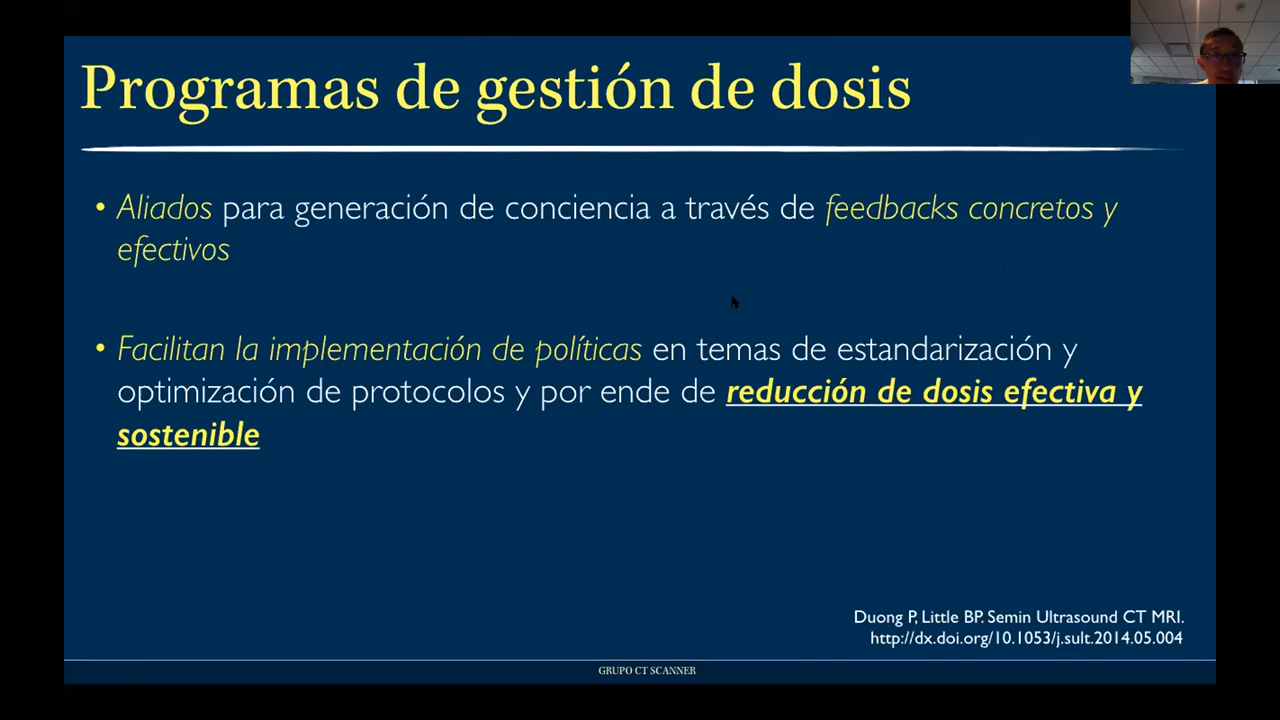 Programas de gestión de dosis
• Aliados para generación de conciencia a través de feedbacks concretos y
efectivos
• Facilitan la implementación de políticas en temas de estandarización y
optimización de protocolos y por ende de reducción de dosis efectiva y
sostenible
Duong P, Little BP. Semin Ultrasound CT MRI.
http://dx.doi.org/10.1053/j.sult.2014.05.004
GRUPO CT SCANNER